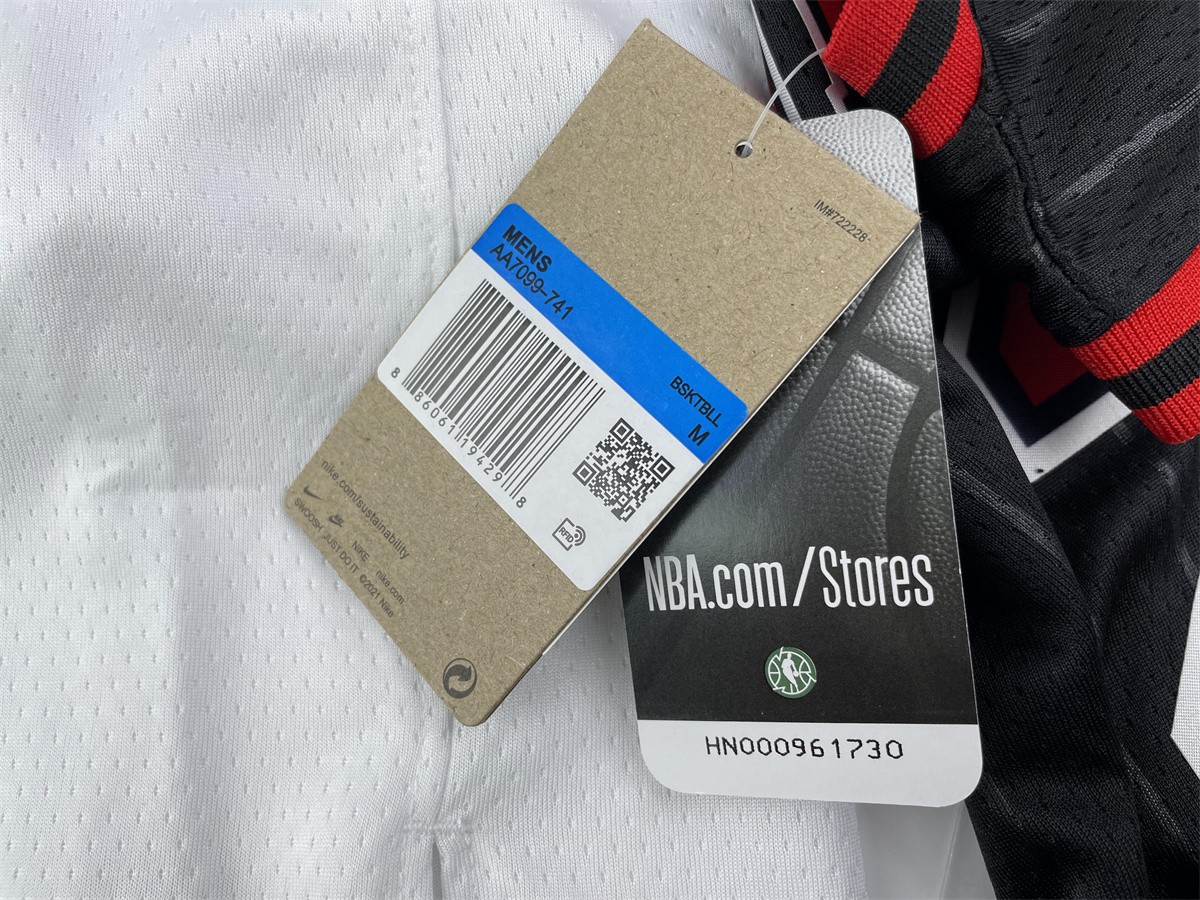 IM#722228-
MENS
AA7099-741
BSKTBLL
M
8 86061 19429 8
RFID
nike.com/sustainability
NIKE nike.com
SWOOSH JUST DO IT ©2021 Nike
NBA.com/Stores
HN000961730